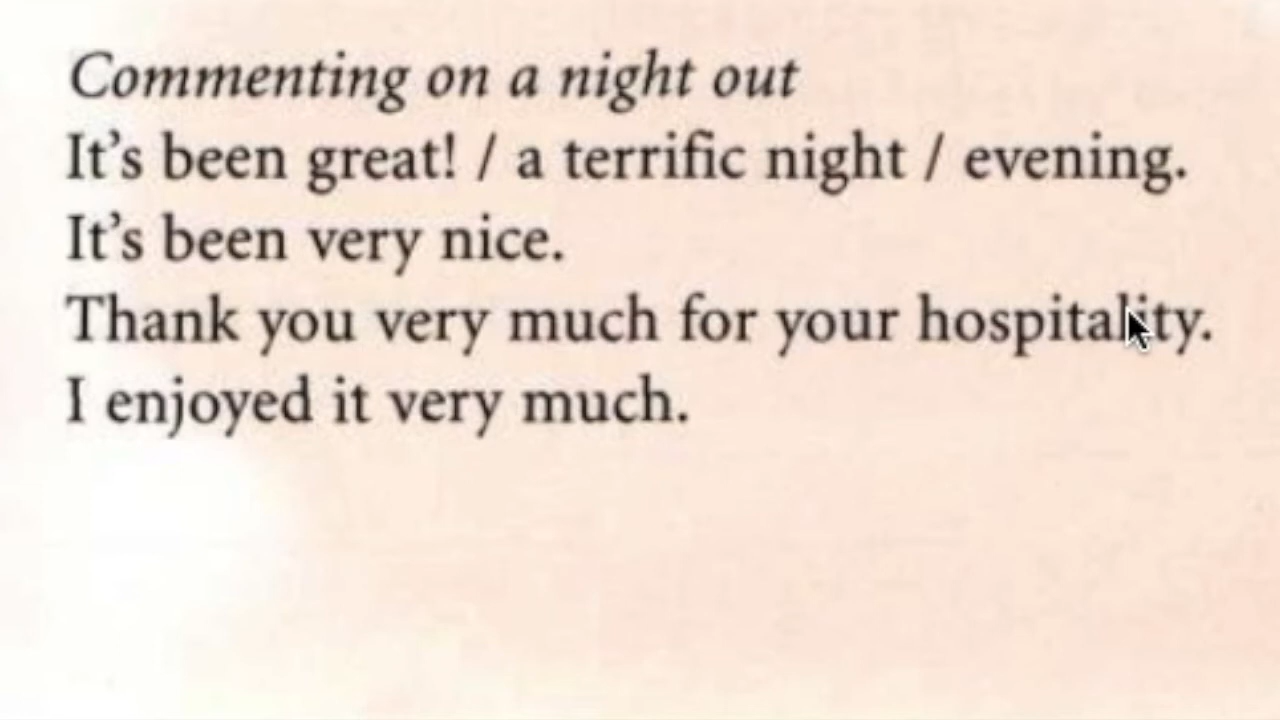 Commenting on a night out
It's been great! / a terrific night / evening.
It's been very nice.
Thank you very much for your hospitality.
I enjoyed it very much.